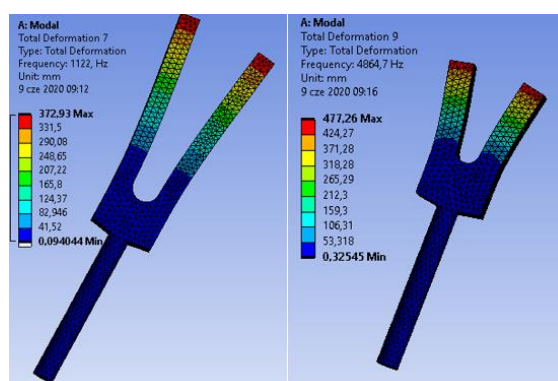 A: Modal
Total Deformation 7
Type: Total Deformation
Frequency: 1122, Hz
Unit: mm
9 cze 2020 09:12
372,93 Max
331,5
290,08
248,65
207,22
165,8
124,37
82,946
41,52
0,094044 Min
A: Modal
Total Deformation 9
Type: Total Deformation
Frequency: 4864,7 Hz
Unit: mm
9 cze 2020 09:16
477,26 Max
424,27
371,28
318,28
265,29
212,3
159,3
106,31
53,318
0,32545 Min